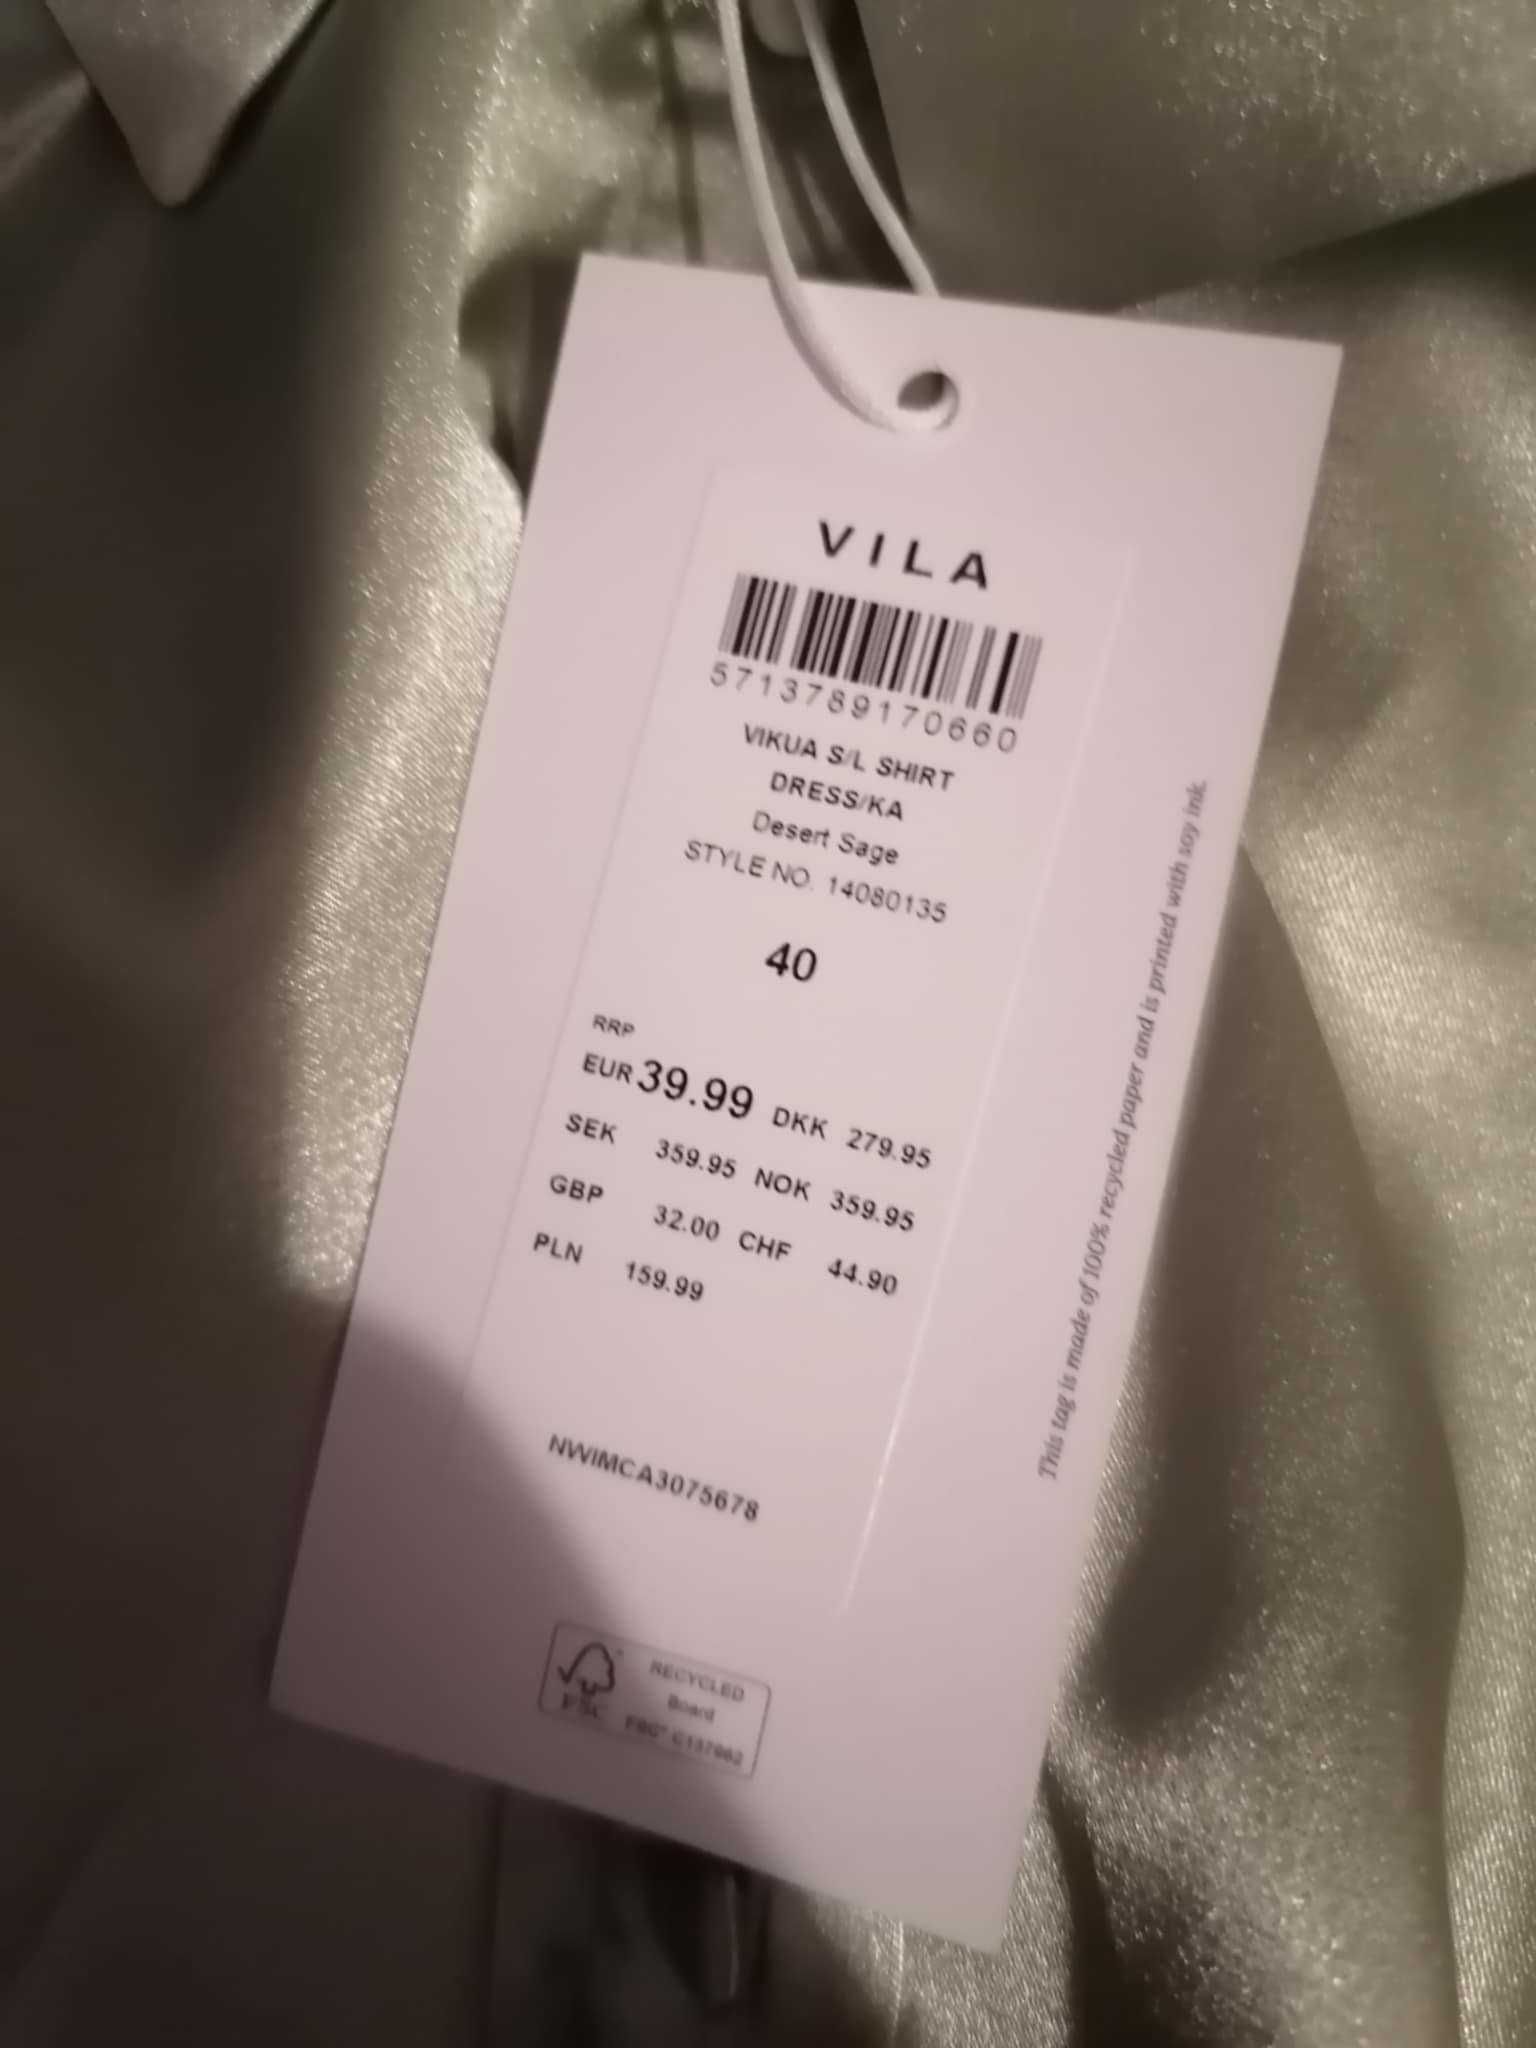 VILA
5713789170660
VIKUA S/L SHIRT
DRESS/KA
Desert Sage
STYLE NO. 14080135
40
RRP
EUR 39.99 DKK 279.95
SEK 359.95 NOK 359.95
GBP 32.00 CHF 44.90
PLN 159.99
NWIMCA3075678
This tag is made of 100% recycled paper and is printed with soy ink.
FSC
RECYCLED
Board
FSC®